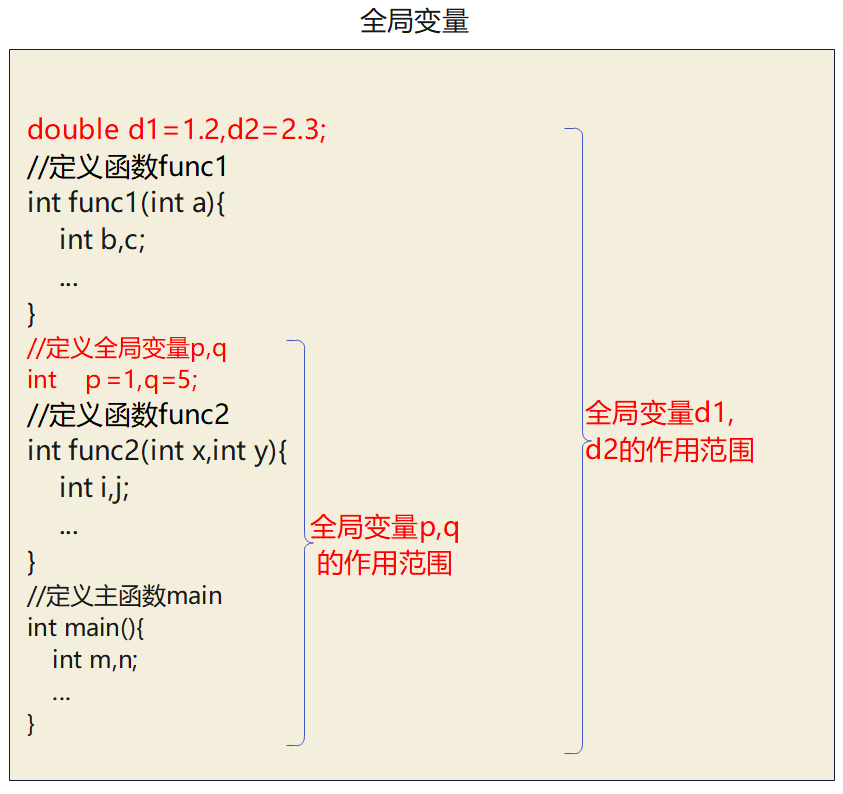 全局变量
double d1=1.2,d2=2.3;
//定义函数func1
int func1(int a){
int b,c;
...
}
//定义全局变量p,q
int p =1,q=5;
//定义函数func2
int func2(int x,int y){
int i,j;
...
}
//定义主函数main
int main(){
int m,n;
...
}
全局变量p,q
的作用范围
全局变量d1,
d2的作用范围